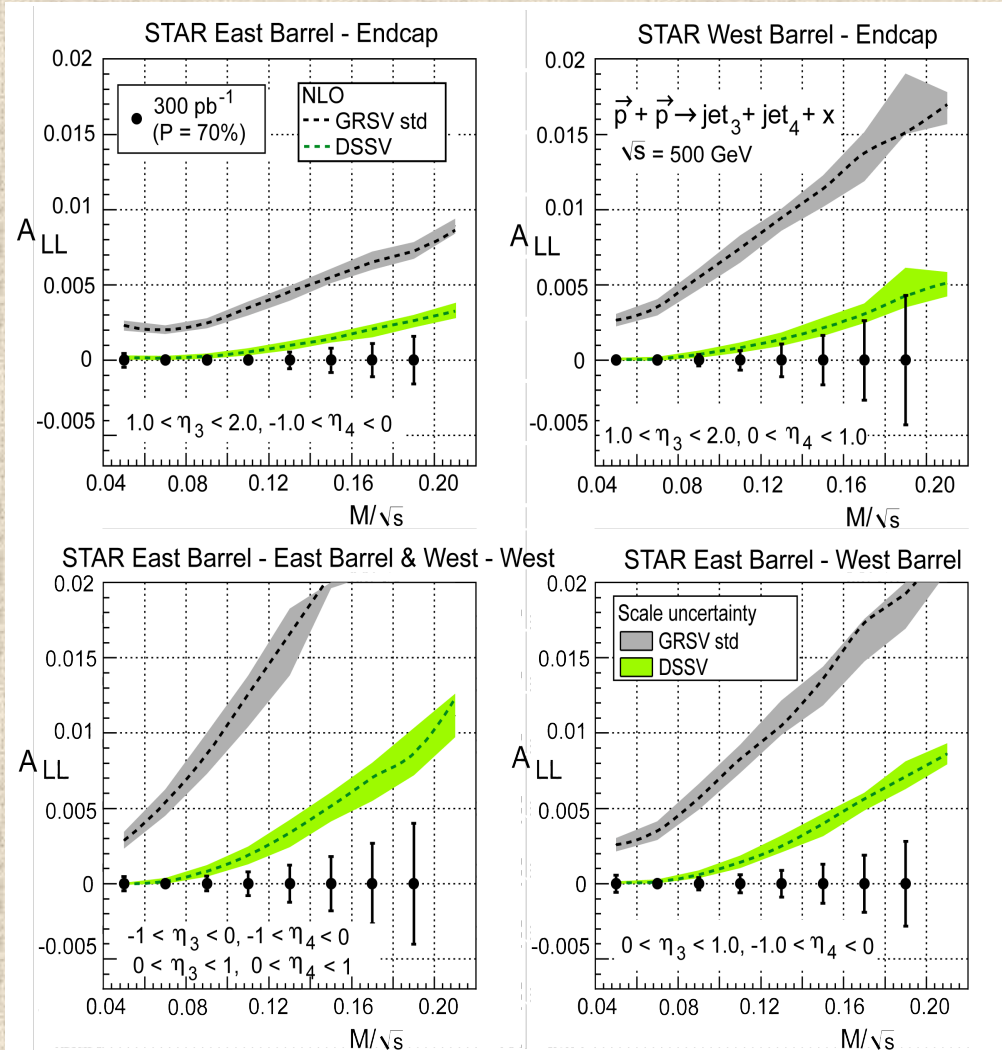 STAR East Barrel - Endcap
0.02
0.015
0.01
0.005
0
-0.005
A LL
300 pb⁻¹
(P = 70%)
NLO
GRSV std
DSSV
1.0 < η₃ < 2.0, -1.0 < η₄ < 0
0.04 0.08 0.12 0.16 0.20
M/√s
STAR West Barrel - Endcap
0.02
0.015
0.01
0.005
0
-0.005
A LL
p⃗ + p⃗ → jet₃ + jet₄ + x
√s = 500 GeV
1.0 < η₃ < 2.0, 0 < η₄ < 1.0
0.04 0.08 0.12 0.16 0.20
M/√s
STAR East Barrel - East Barrel & West - West
0.02
0.015
0.01
0.005
0
-0.005
A LL
-1 < η₃ < 0, -1 < η₄ < 0
0 < η₃ < 1, 0 < η₄ < 1
0.04 0.08 0.12 0.16 0.20
M/√s
STAR East Barrel - West Barrel
0.02
0.015
0.01
0.005
0
-0.005
A LL
Scale uncertainty
GRSV std
DSSV
0 < η₃ < 1.0, -1.0 < η₄ < 0
0.04 0.08 0.13 0.16 0.20
M/√s